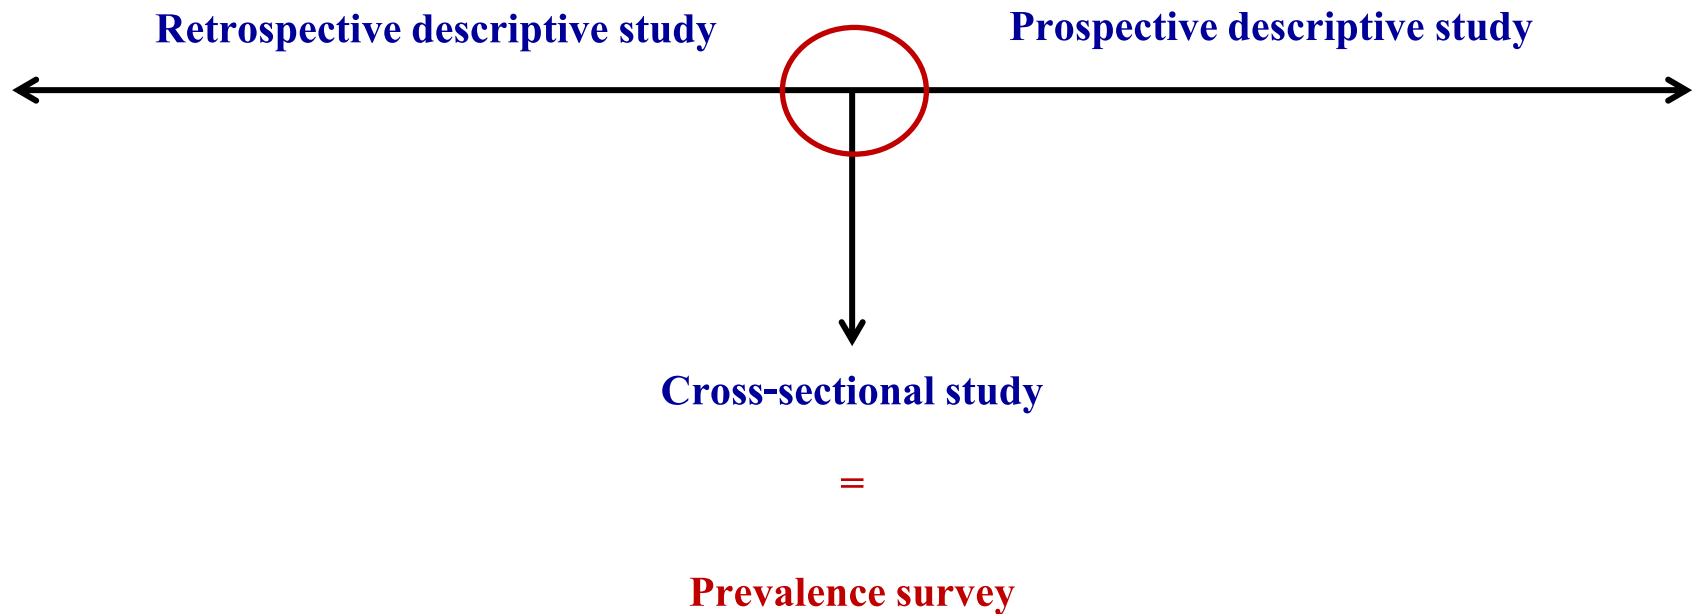 Retrospective descriptive study
Prospective descriptive study
Cross-sectional study
=
Prevalence survey